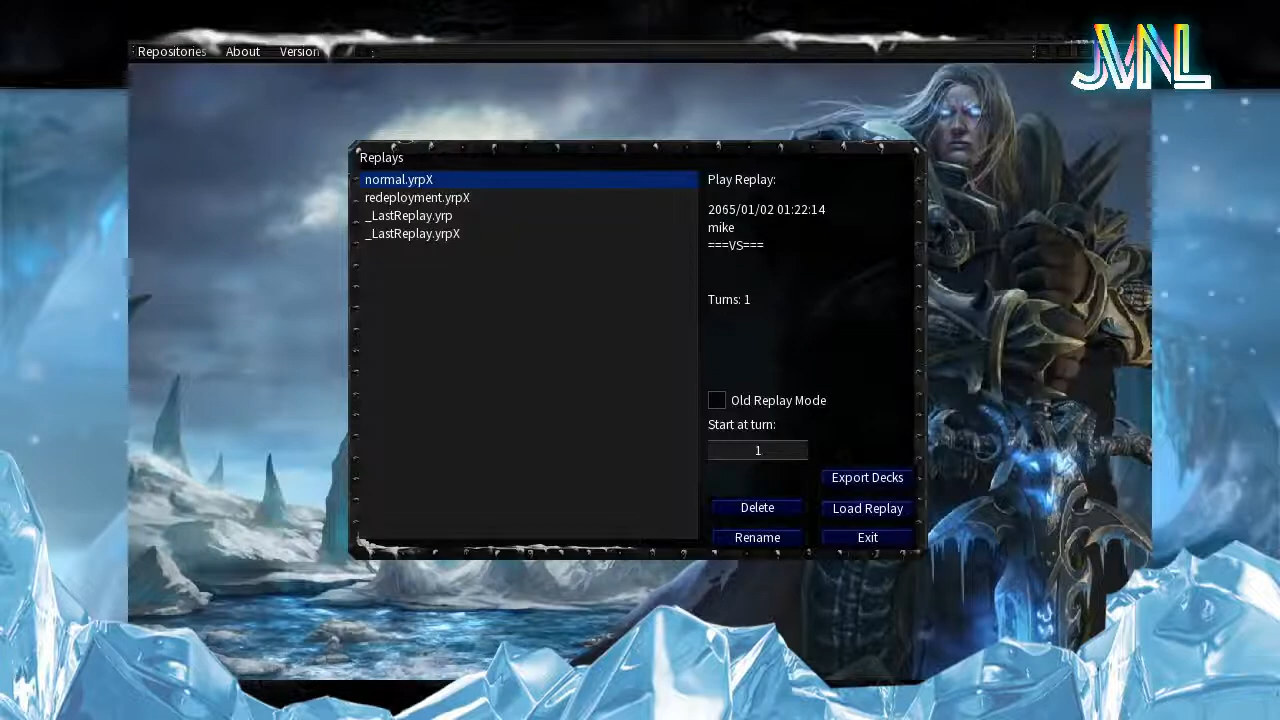 JVNL
Repositories About Version
Replays
normal.yrpX
redeployment.yrpX
_LastReplay.yrp
_LastReplay.yrpX
Play Replay:
2065/01/02 01:22:14
mike
===VS===
Turns: 1
Old Replay Mode
Start at turn:
1
Export Decks
Delete
Load Replay
Rename
Exit